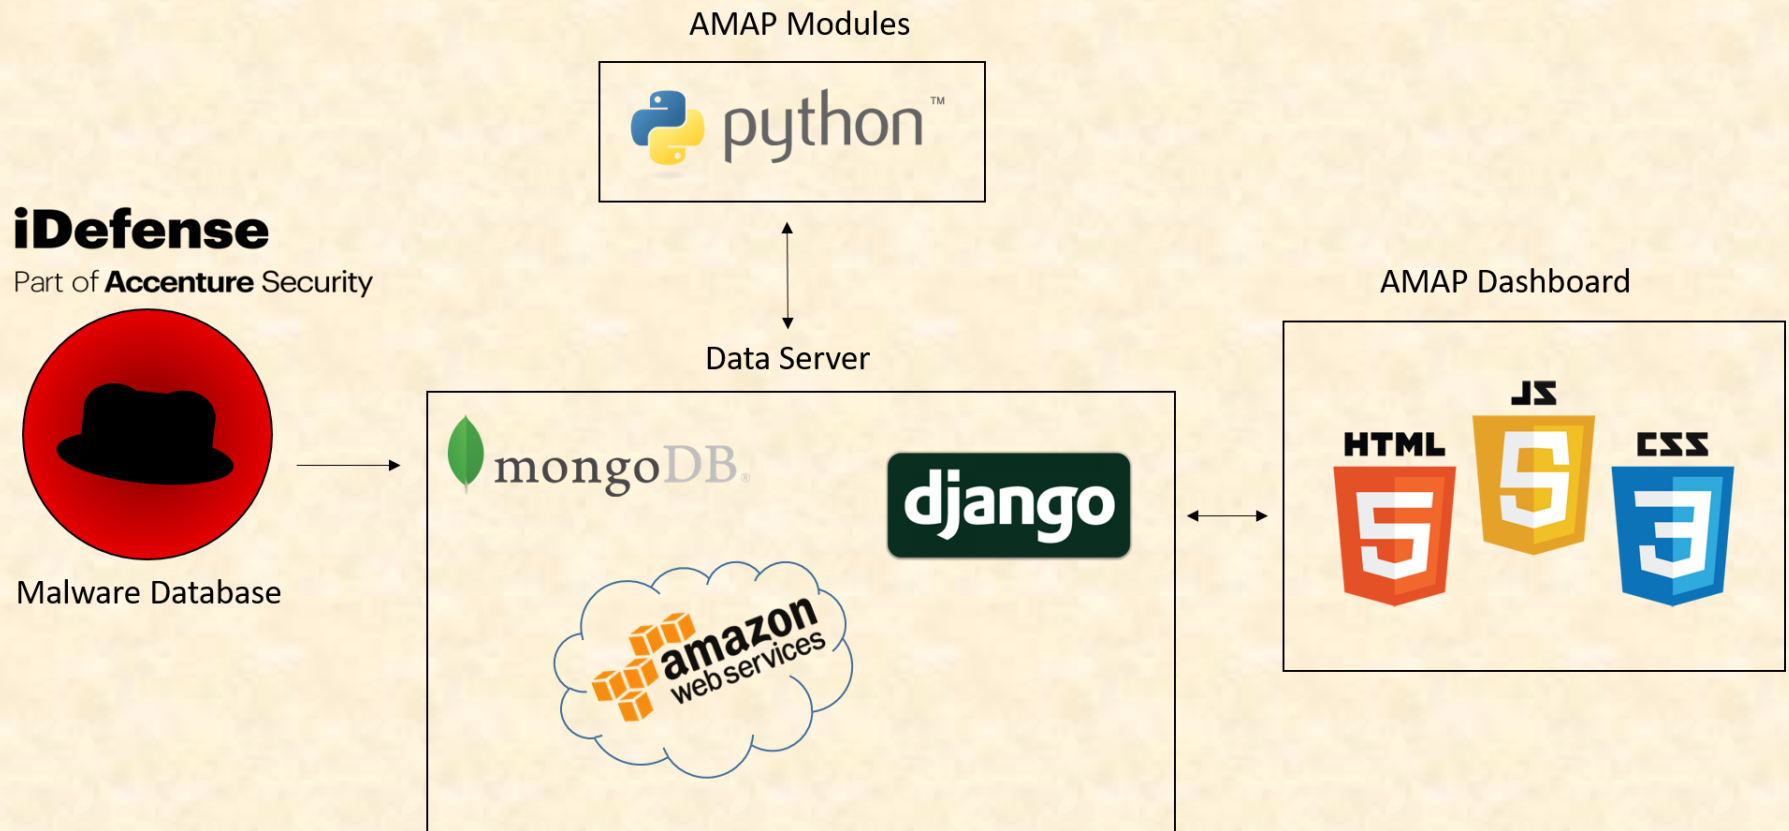 AMAP Modules
python™
iDefense
Part of Accenture Security
Malware Database
Data Server
mongoDB®
django
amazon
web services
AMAP Dashboard
HTML
5
JS
5
CSS
3